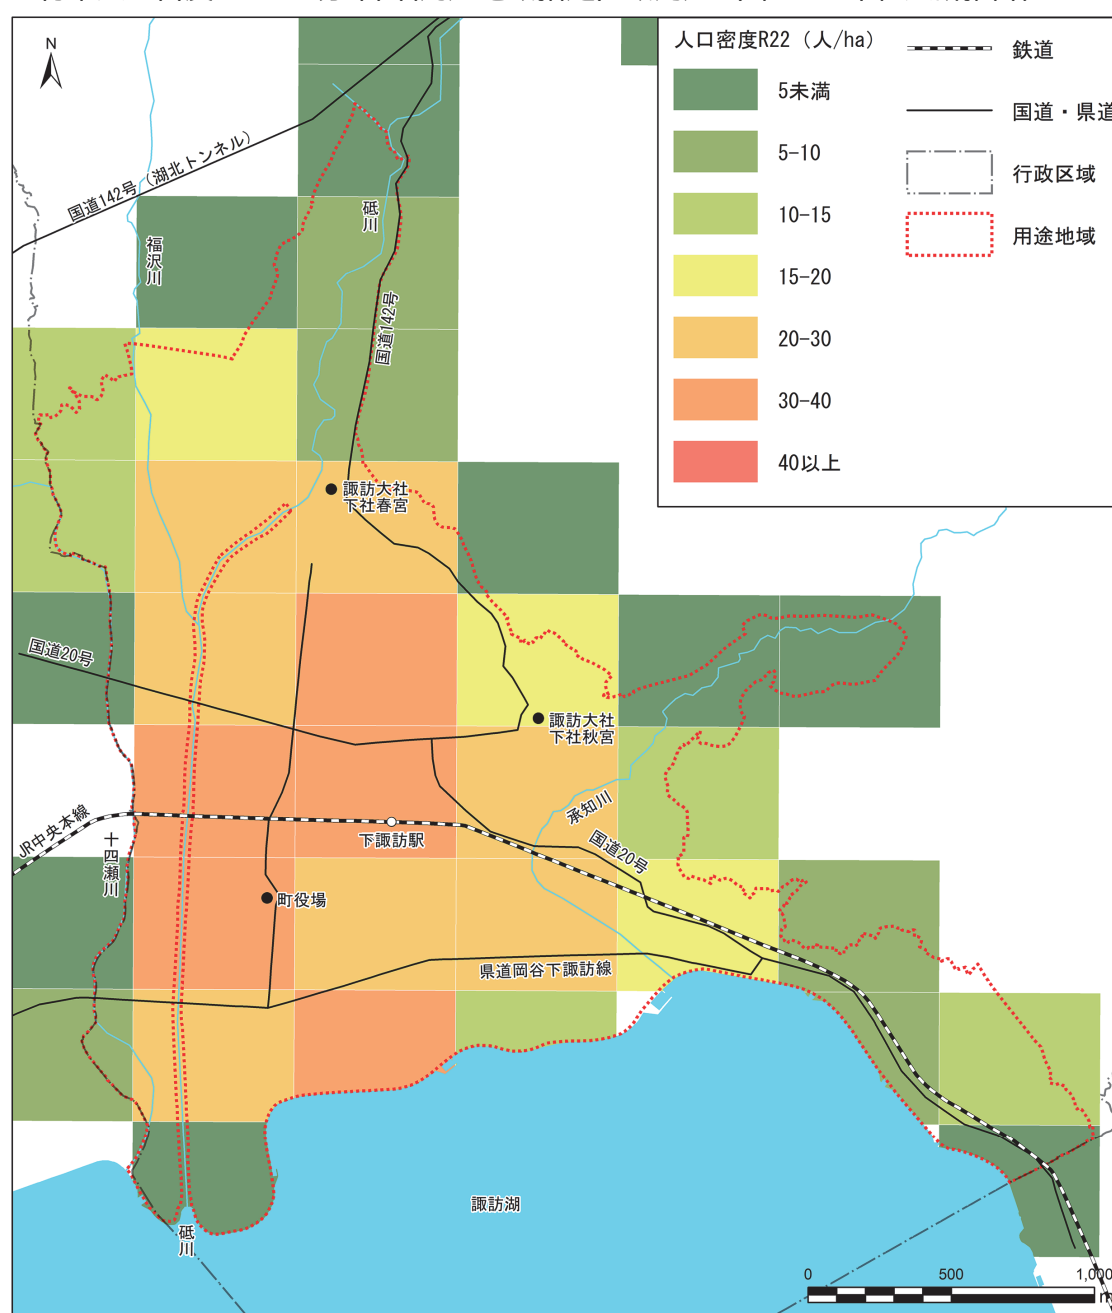 N
人口密度R22（人/ha）
5未満
5-10
10-15
15-20
20-30
30-40
40以上
鉄道
国道・県道
行政区域
用途地域
国道142号（湖北トンネル）
福沢川
砥川
国道142号
諏訪大社
下社春宮
国道20号
諏訪大社
下社秋宮
承知川
国道20号
JR中央本線
下諏訪駅
十四瀬川
町役場
県道岡谷下諏訪線
諏訪湖
砥川
0 500 1,000
m